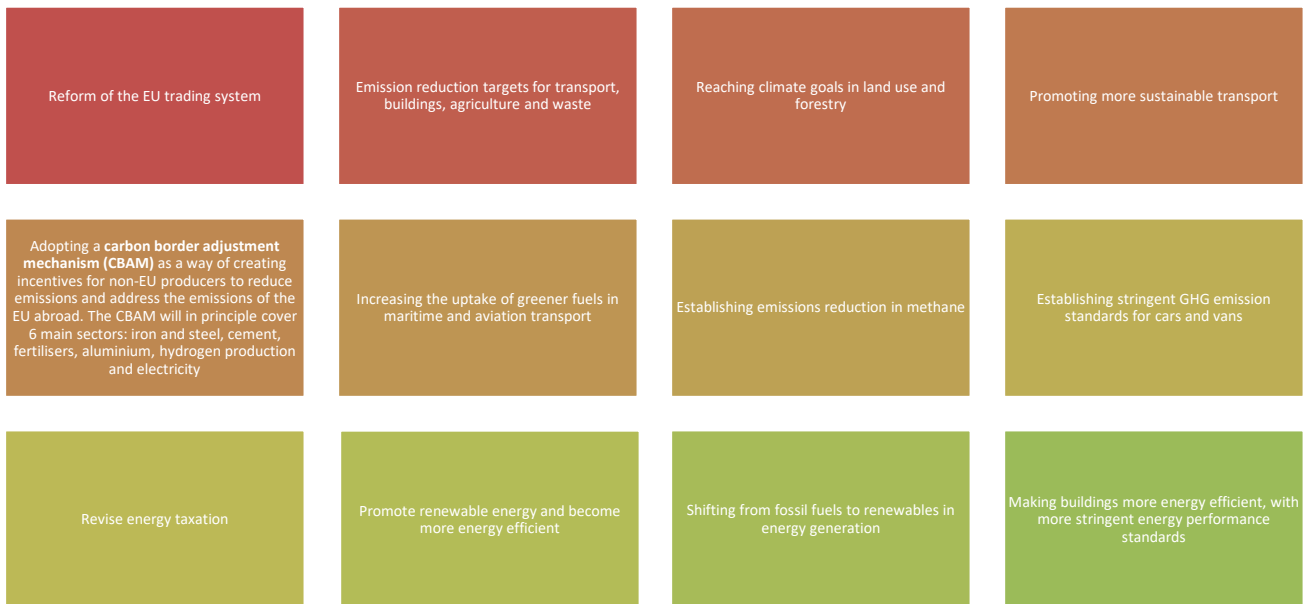 Reform of the EU trading system
Emission reduction targets for transport,
buildings, agriculture and waste
Reaching climate goals in land use and
forestry
Promoting more sustainable transport
Adopting a carbon border adjustment
mechanism (CBAM) as a way of creating
incentives for non-EU producers to reduce
emissions and address the emissions of the
EU abroad. The CBAM will in principle cover
6 main sectors: iron and steel, cement,
fertilisers, aluminium, hydrogen production
and electricity
Increasing the uptake of greener fuels in
maritime and aviation transport
Establishing emissions reduction in methane
Establishing stringent GHG emission
standards for cars and vans
Revise energy taxation
Promote renewable energy and become
more energy efficient
Shifting from fossil fuels to renewables in
energy generation
Making buildings more energy efficient, with
more stringent energy performance
standards